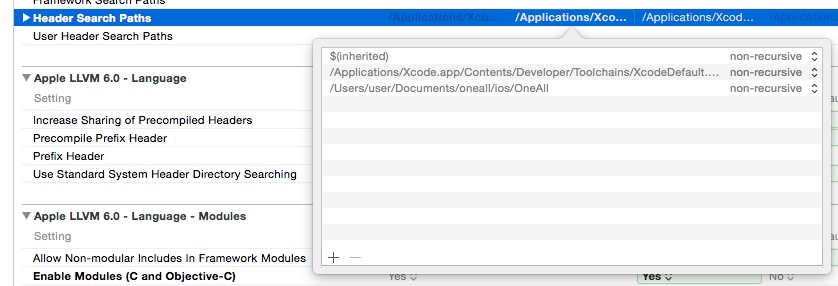 Framework Search Paths
Header Search Paths /Applications/Xco... /Applications/Xco... /Applications/Xcod... /Applications
User Header Search Paths
$(inherited) non-recursive
/Applications/Xcode.app/Contents/Developer/Toolchains/XcodeDefault.... non-recursive
/Users/user/Documents/oneall/ios/OneAll non-recursive
Apple LLVM 6.0 - Language
Setting
Increase Sharing of Precompiled Headers
Precompile Prefix Header
Prefix Header
Use Standard System Header Directory Searching
Apple LLVM 6.0 - Language - Modules
Setting
Allow Non-modular Includes In Framework Modules
Enable Modules (C and Objective-C) Yes Yes No